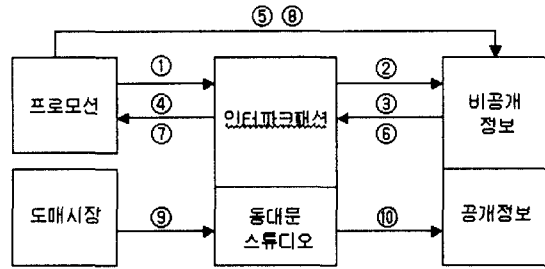 ⑤ ⑧
① ②
프로모션 인터파크패션 비공개
정보
④ ③
⑦ ⑥
도매시장 ⑨ 동대문
스튜디오 ⑩ 공개정보